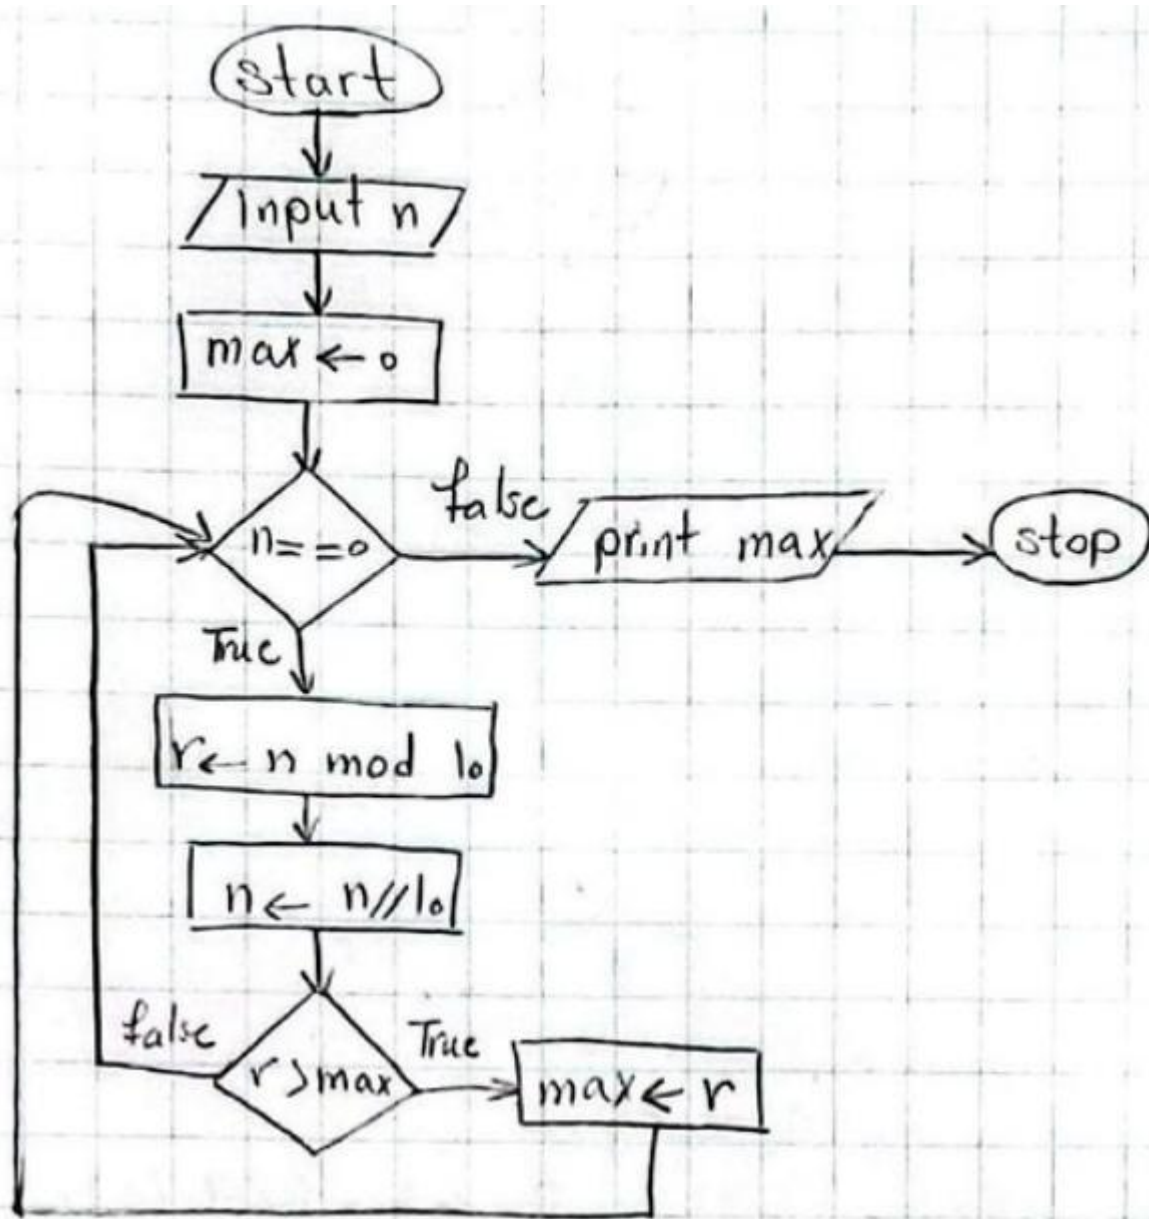 start
input n
max ← 0
n==0
false
print max
stop
True
r ← n mod 10
n ← n//10
false
r > max
True
max ← r